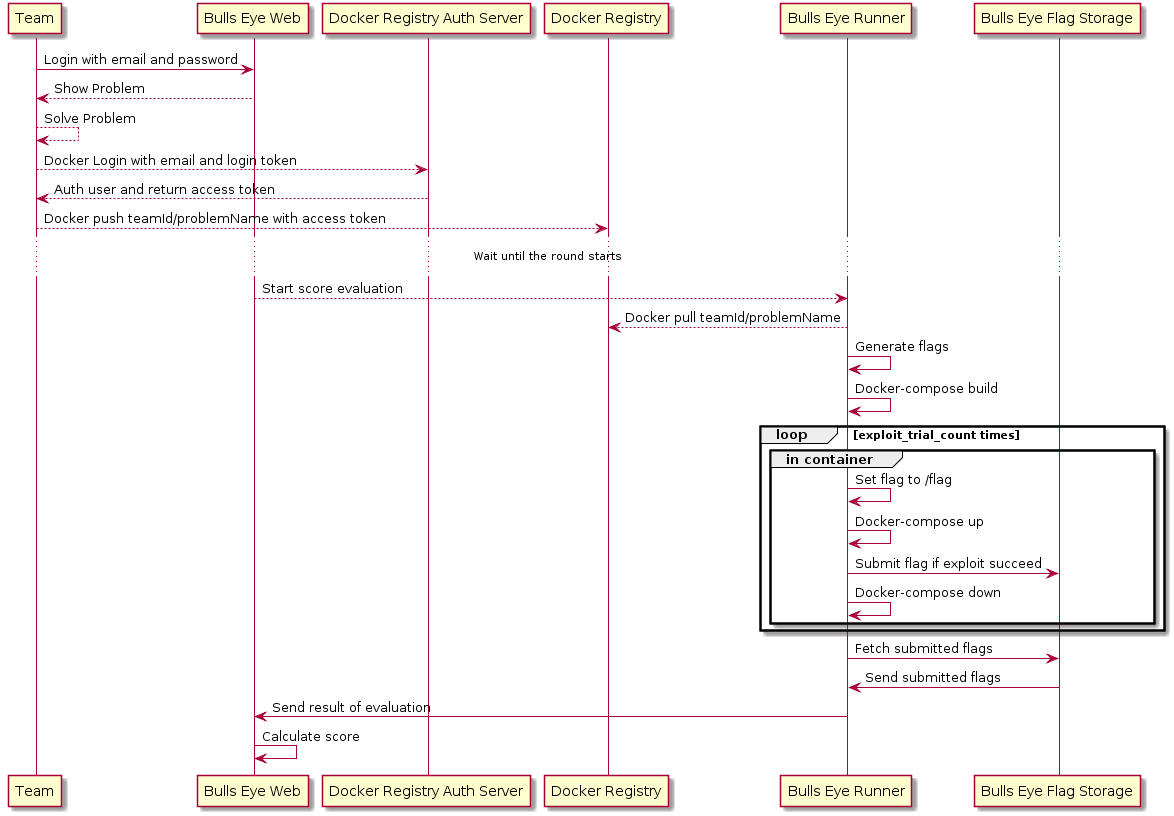 Team
Bulls Eye Web
Docker Registry Auth Server
Docker Registry
Bulls Eye Runner
Bulls Eye Flag Storage
Login with email and password
Show Problem
Solve Problem
Docker Login with email and login token
Auth user and return access token
Docker push teamId/problemName with access token
Wait until the round starts
Start score evaluation
Docker pull teamId/problemName
Generate flags
Docker-compose build
loop
[exploit_trial_count times]
in container
Set flag to /flag
Docker-compose up
Submit flag if exploit succeed
Docker-compose down
Fetch submitted flags
Send submitted flags
Send result of evaluation
Calculate score
Team
Bulls Eye Web
Docker Registry Auth Server
Docker Registry
Bulls Eye Runner
Bulls Eye Flag Storage